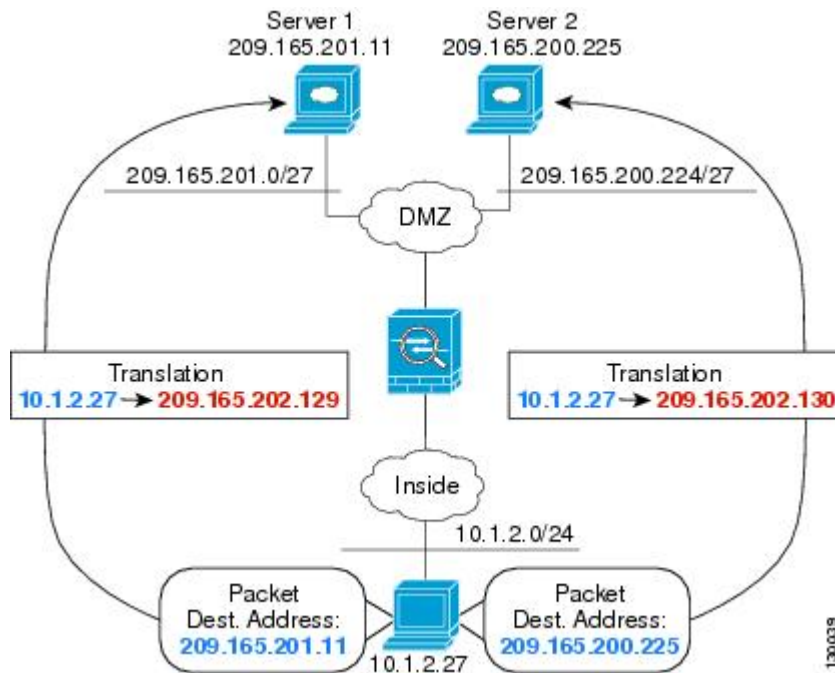 Server 1
209.165.201.11
Server 2
209.165.200.225
209.165.201.0/27
209.165.200.224/27
DMZ
Translation
10.1.2.27 → 209.165.202.129
Translation
10.1.2.27 → 209.165.202.130
Inside
10.1.2.0/24
Packet
Dest. Address:
209.165.201.11
Packet
Dest. Address:
209.165.200.225
10.1.2.27
130039